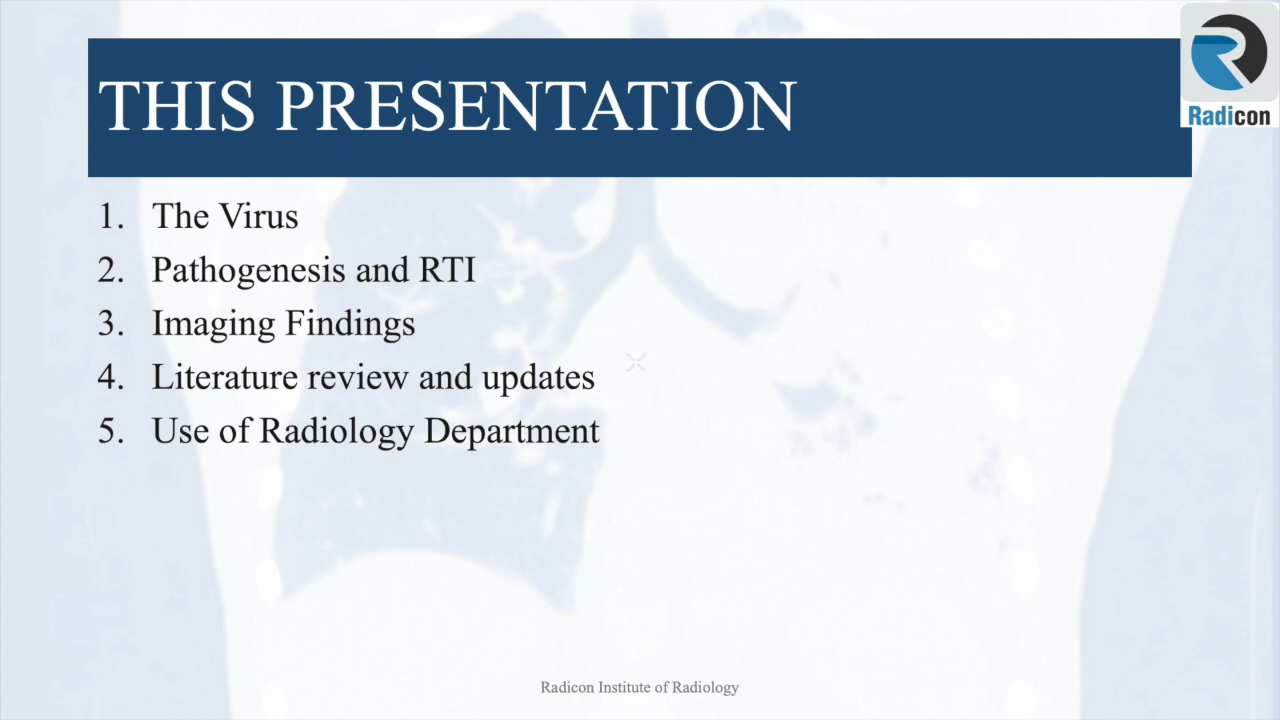 THIS PRESENTATION
Radicon
1. The Virus
2. Pathogenesis and RTI
3. Imaging Findings
4. Literature review and updates
5. Use of Radiology Department
Radicon Institute of Radiology